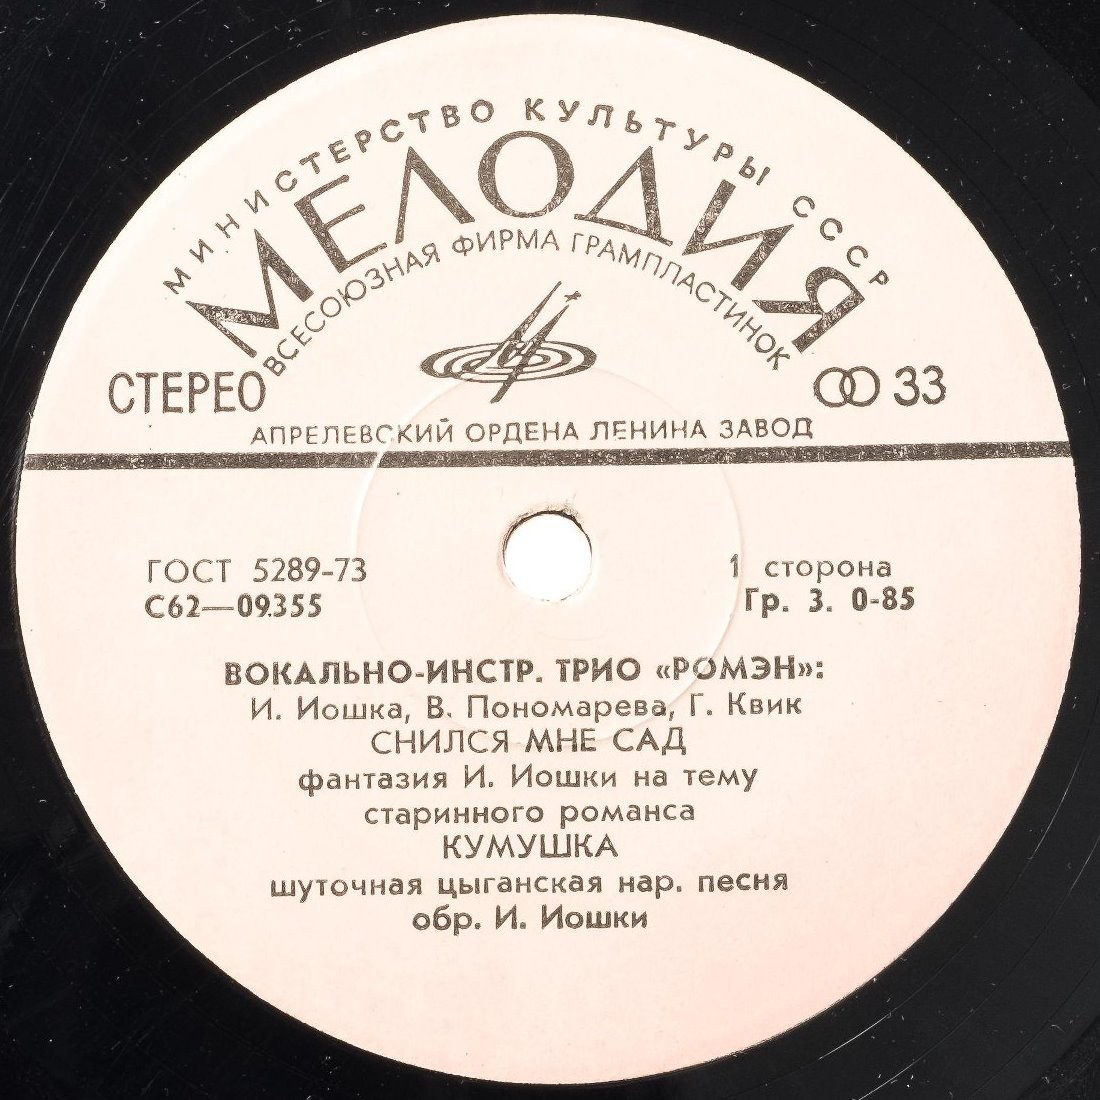 МИНИСТЕРСТВО КУЛЬТУРЫ СССР
МЕЛОДИЯ
ВСЕСОЮЗНАЯ ФИРМА ГРАМПЛАСТИНОК
СТЕРЕО
33
АПРЕЛЕВСКИЙ ОРДЕНА ЛЕНИНА ЗАВОД
ГОСТ 5289-73
1 сторона
С62—09.355
Гр. 3. 0-85
ВОКАЛЬНО-ИНСТР. ТРИО «РОМЭН»:
И. Иошка, В. Пономарева, Г. Квик
СНИЛСЯ МНЕ САД
фантазия И. Иошки на тему
старинного романса
КУМУШКА
шуточная цыганская нар. песня
обр. И. Иошки